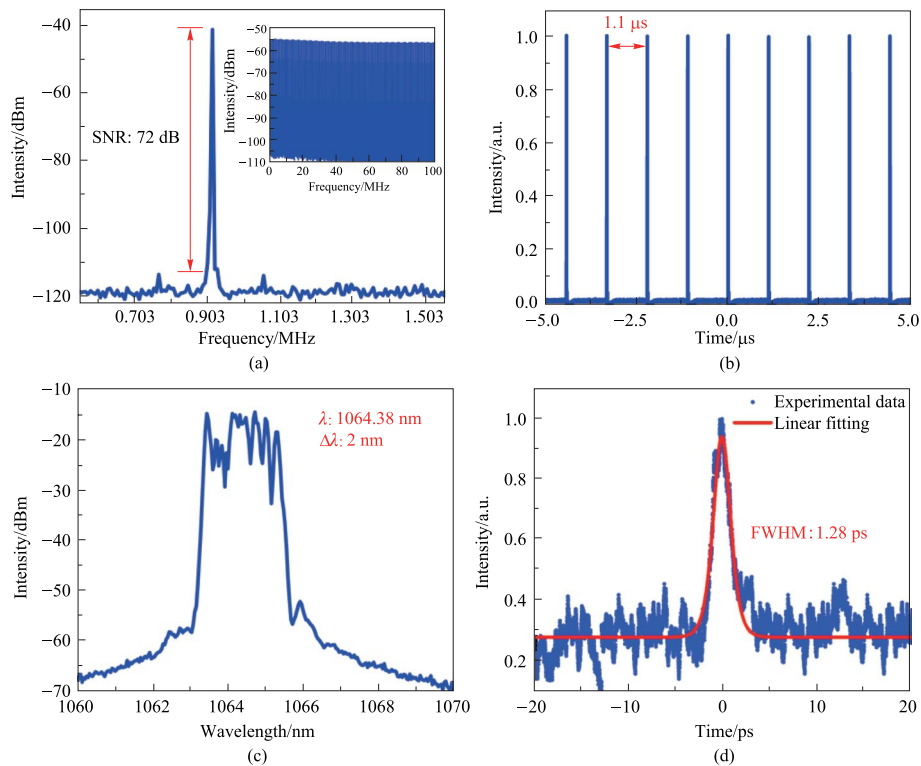 −40
−60
−80
−100
−120
Intensity/dBm
SNR: 72 dB
0.703
0.903
1.103
1.303
1.503
Frequency/MHz
(a)
−50
−60
−70
−80
−90
−100
−110
Intensity/dBm
0
20
40
60
80
100
Frequency/MHz
1.1 μs
1.0
0.8
0.6
0.4
0.2
0.0
Intensity/a.u.
−5.0
−2.5
0.0
2.5
5.0
Time/μs
(b)
−10
−20
−30
−40
−50
−60
−70
Intensity/dBm
λ: 1064.38 nm
Δλ: 2 nm
1060
1062
1064
1066
1068
1070
Wavelength/nm
(c)
Experimental data
Linear fitting
1.0
0.8
0.6
0.4
0.2
Intensity/a.u.
FWHM: 1.28 ps
−20
−10
0
10
20
Time/ps
(d)